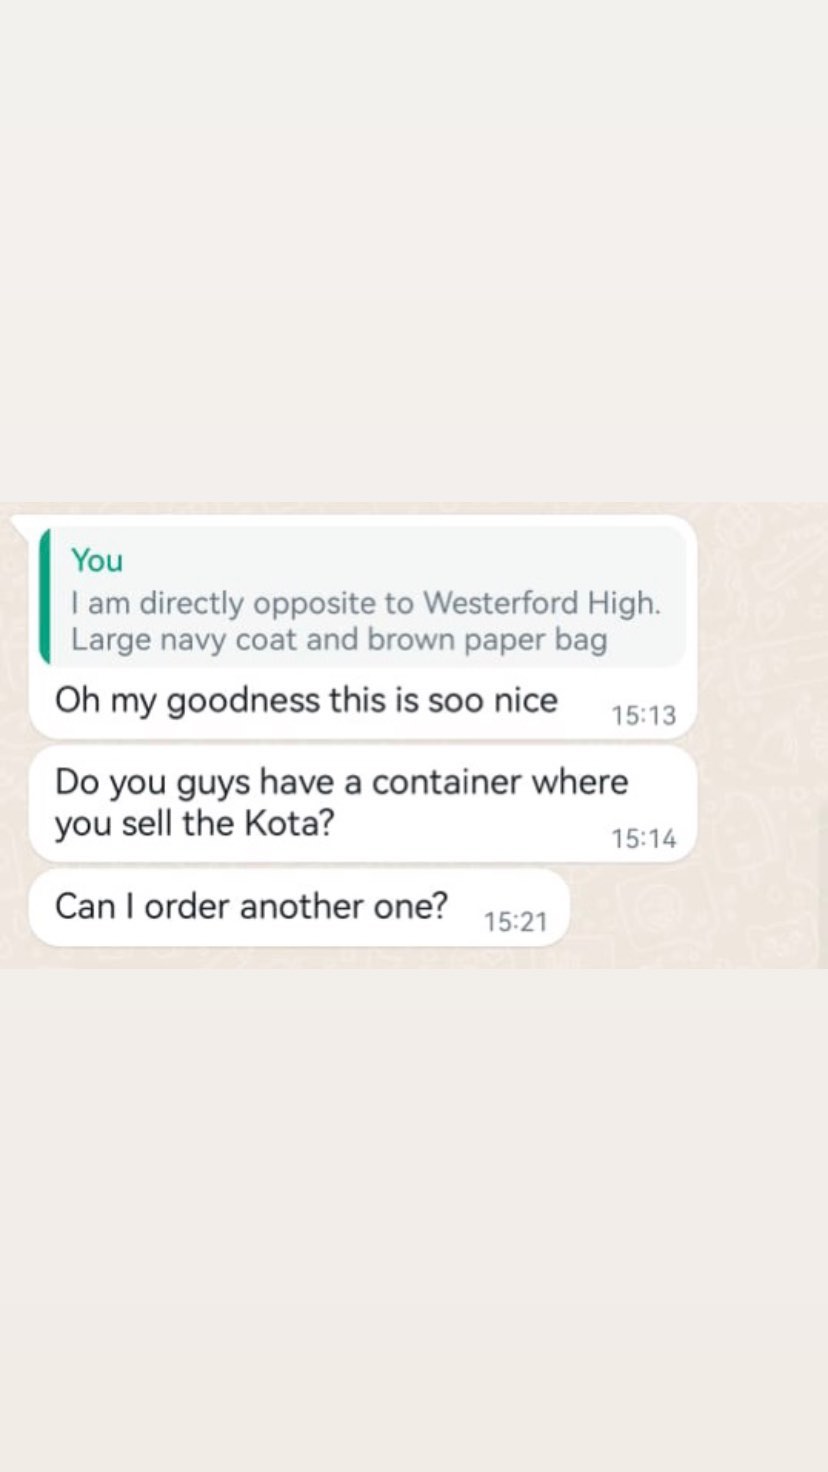 You
I am directly opposite to Westerford High.
Large navy coat and brown paper bag
Oh my goodness this is soo nice 15:13
Do you guys have a container where
you sell the Kota? 15:14
Can I order another one? 15:21